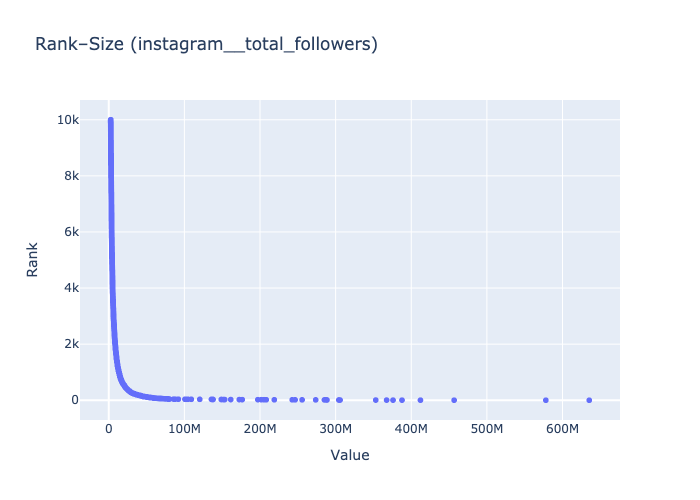 Rank–Size (instagram__total_followers)
10k
8k
6k
4k
2k
0
Rank
0 100M 200M 300M 400M 500M 600M
Value